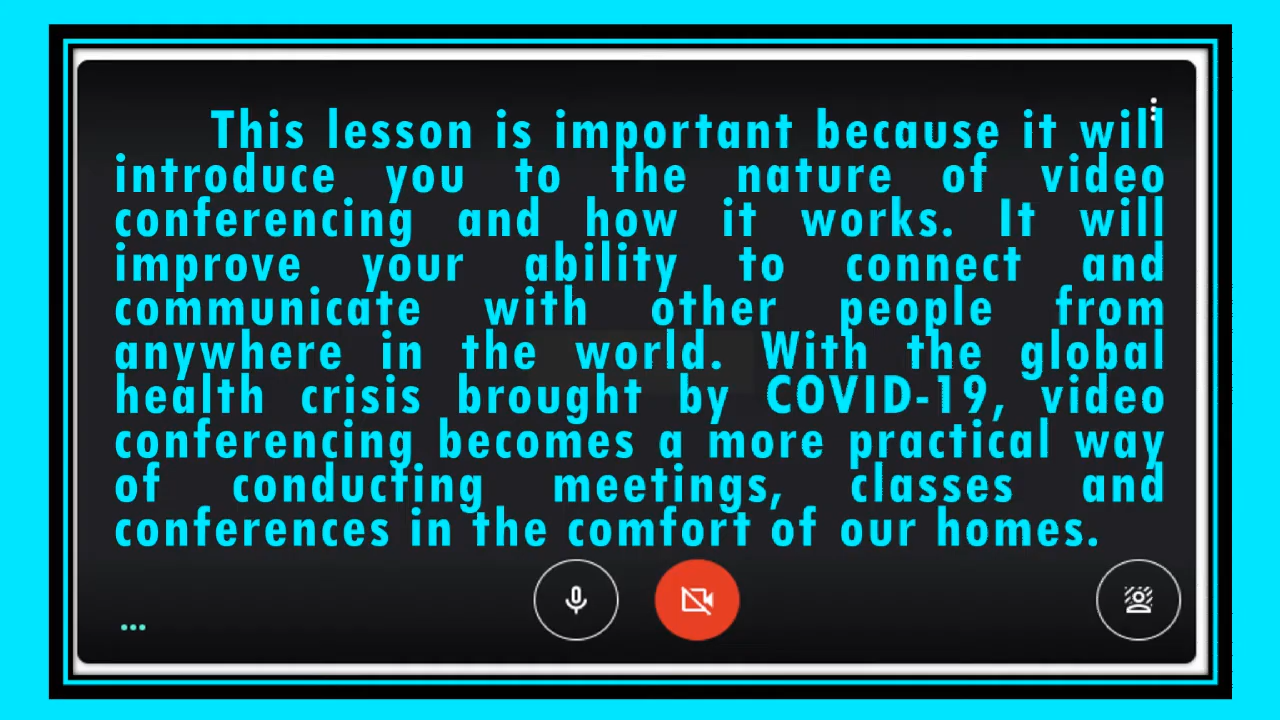 This lesson is important because it will
introduce you to the nature of video
conferencing and how it works. It will
improve your ability to connect and
communicate with other people from
anywhere in the world. With the global
health crisis brought by COVID-19, video
conferencing becomes a more practical way
of conducting meetings, classes and
conferences in the comfort of our homes.